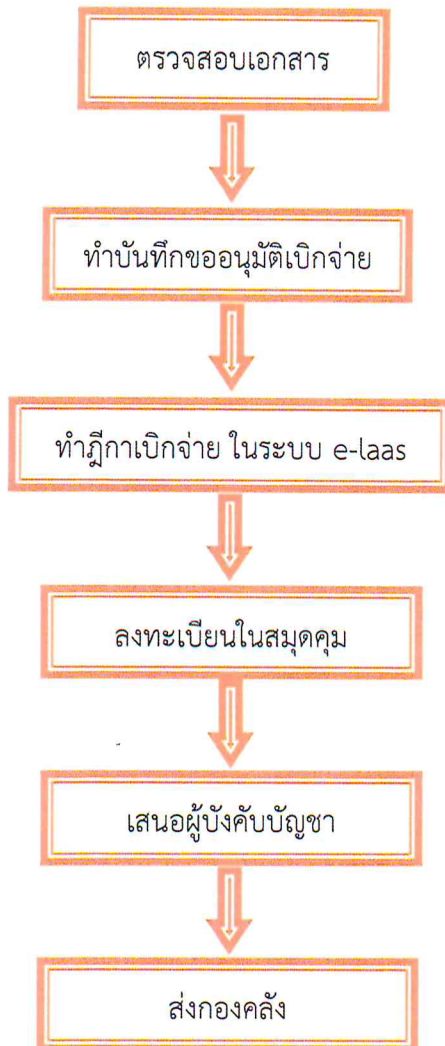 ตรวจสอบเอกสาร
ทำบันทึกขออนุมัติเบิกจ่าย
ทำฎีกาเบิกจ่าย ในระบบ e-laas
ลงทะเบียนในสมุดคุม
เสนอผู้บังคับบัญชา
ส่งกองคลัง